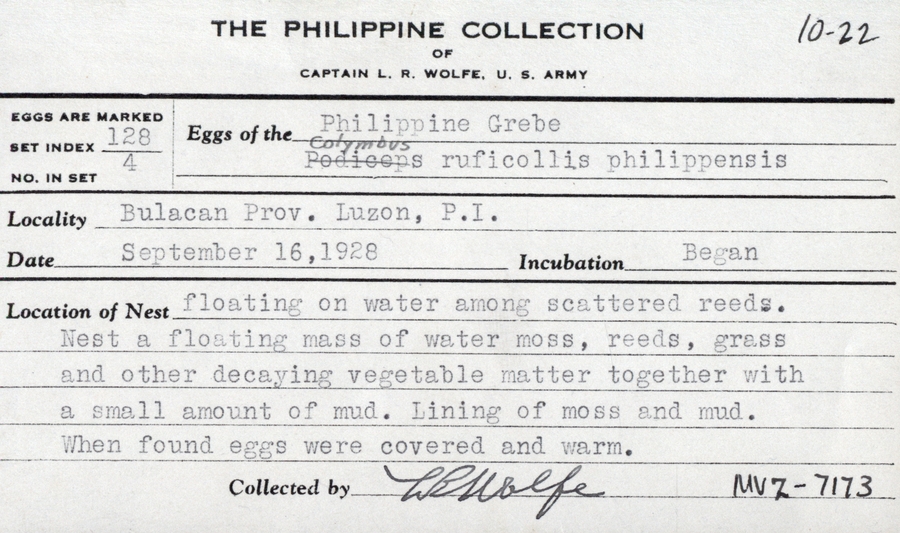 THE PHILIPPINE COLLECTION
10-22
OF
CAPTAIN L. R. WOLFE, U. S. ARMY
EGGS ARE MARKED
SET INDEX 128
4
NO. IN SET
Eggs of the Philippine Grebe
Colymbus
Podiceps ruficollis philippensis
Locality Bulacan Prov. Luzon, P.I.
Date September 16,1928 Incubation Began
Location of Nest floating on water among scattered reeds.
Nest a floating mass of water moss, reeds, grass
and other decaying vegetable matter together with
a small amount of mud. Lining of moss and mud.
When found eggs were covered and warm.
Collected by LRWolfe MVZ-7173